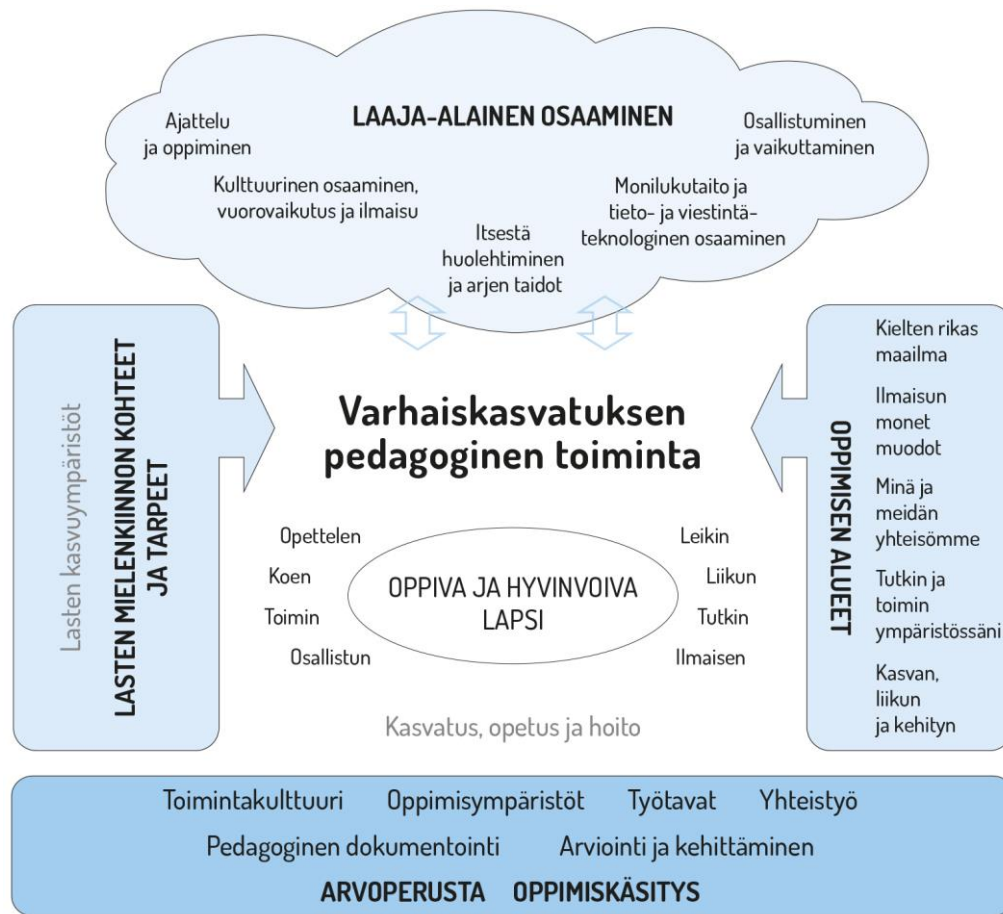 LAAJA-ALAINEN OSAAMINEN
Ajattelu
ja oppiminen
Kulttuurinen osaaminen,
vuorovaikutus ja ilmaisu
Itsestä
huolehtiminen
ja arjen taidot
Monilukutaito ja
tieto- ja viestintä-
teknologinen osaaminen
Osallistuminen
ja vaikuttaminen
Lasten kasvuympäristöt
LASTEN MIELENKIINNON KOHTEET
JA TARPEET
Varhaiskasvatuksen
pedagoginen toiminta
Opettelen
Koen
Toimin
Osallistun
OPPIVA JA HYVINVOIVA
LAPSI
Leikin
Liikun
Tutkin
Ilmaisen
Kasvatus, opetus ja hoito
OPPIMISEN ALUEET
Kielten rikas
maailma
Ilmaisun
monet
muodot
Minä ja
meidän
yhteisömme
Tutkin ja
toimin
ympäristössäni
Kasvan,
liikun
ja kehityn
Toimintakulttuuri Oppimisympäristöt Työtavat Yhteistyö
Pedagoginen dokumentointi Arviointi ja kehittäminen
ARVOPERUSTA OPPIMISKÄSITYS